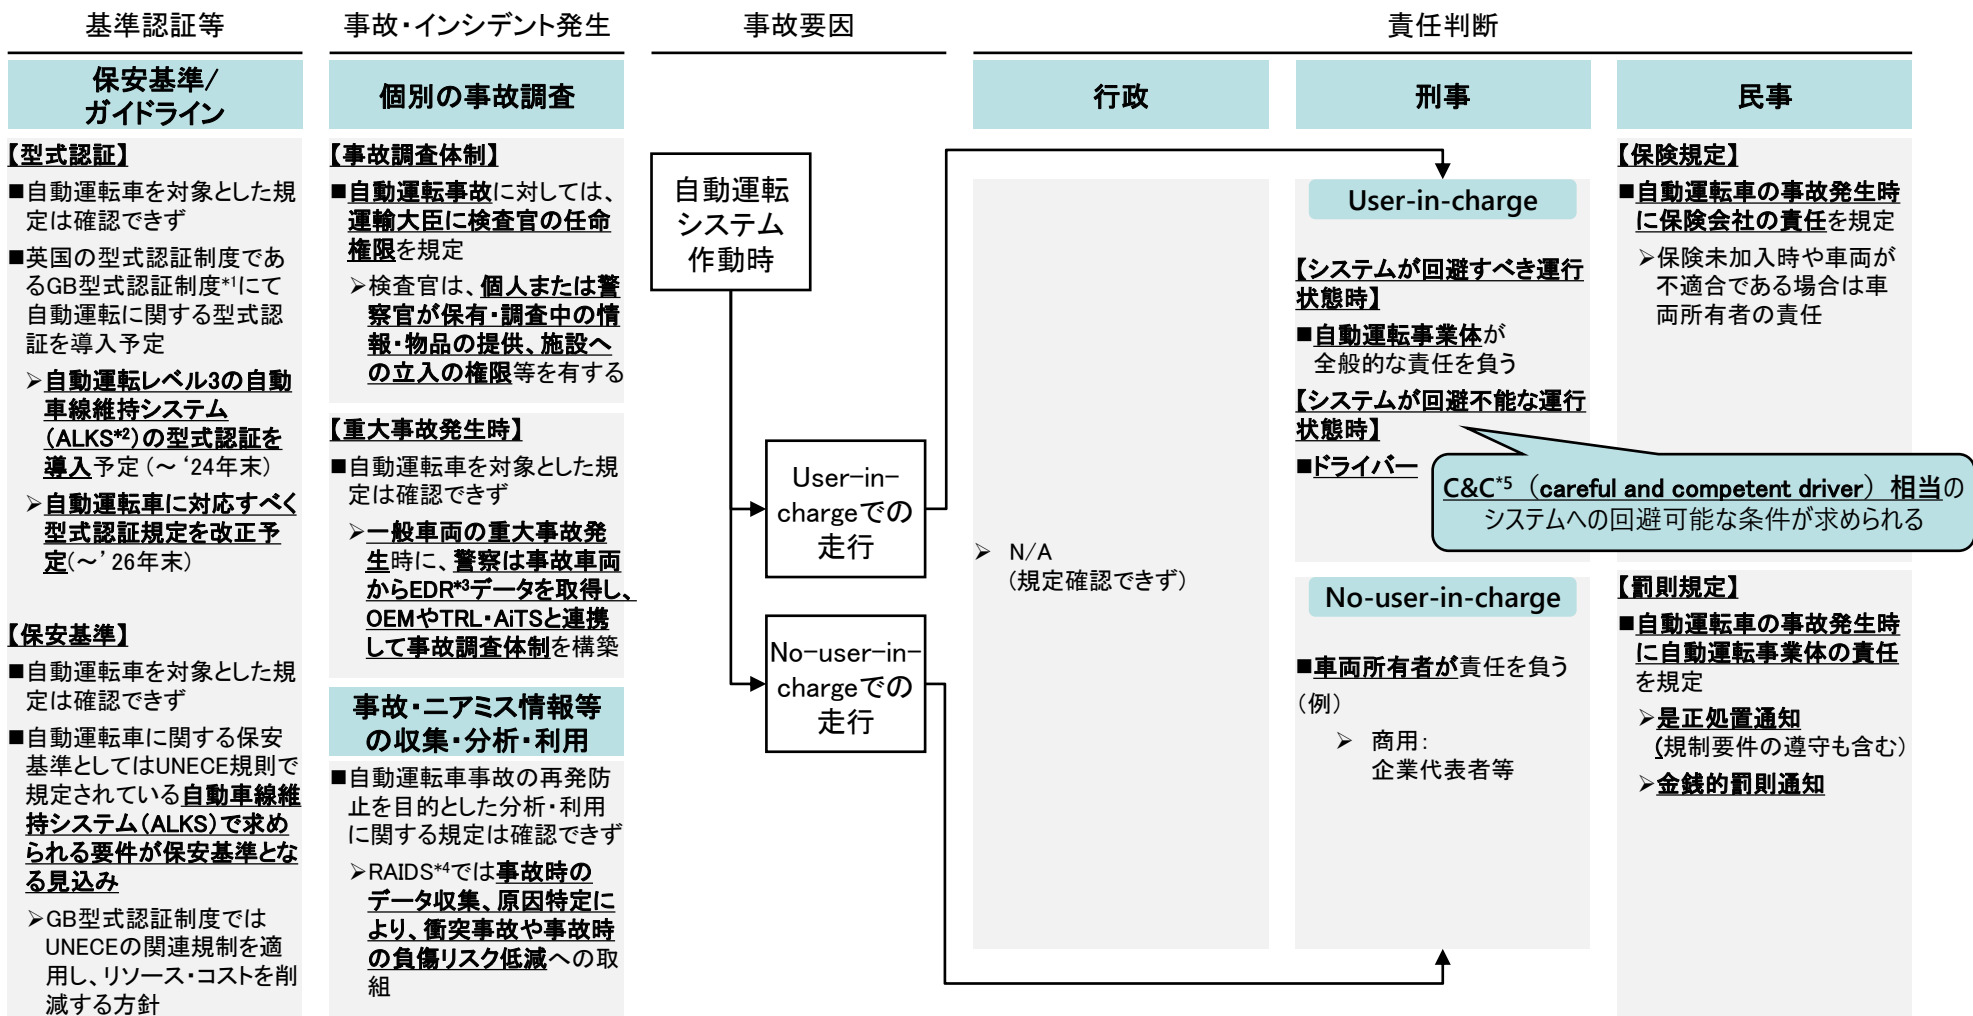 基準認証等
事故・インシデント発生
事故要因
責任判断
保安基準/
ガイドライン
【型式認証】
■自動運転車を対象とした規
定は確認できず
■英国の型式認証制度であ
るGB型式認証制度*1にて
自動運転に関する型式認
証を導入予定
➢自動運転レベル3の自動
車線維持システム
（ALKS*2）の型式認証を
導入予定（～‘24年末）
➢自動運転車に対応すべく
型式認証規定を改正予
定(～’26年末）
【保安基準】
■自動運転車を対象とした規
定は確認できず
■自動運転車に関する保安
基準としてはUNECE規則で
規定されている自動車線維
持システム（ALKS）で求め
られる要件が保安基準とな
る見込み
➢GB型式認証制度では
UNECEの関連規制を適
用し、リソース・コストを削
減する方針
個別の事故調査
【事故調査体制】
■自動運転事故に対しては、
運輸大臣に検査官の任命
権限を規定
➢検査官は、個人または警
察官が保有・調査中の情
報・物品の提供、施設へ
の立入の権限等を有する
【重大事故発生時】
■自動運転車を対象とした規
定は確認できず
➢一般車両の重大事故発
生時に、警察は事故車両
からEDR*3データを取得し、
OEMやTRL・AiTSと連携
して事故調査体制を構築
事故・ニアミス情報等
の収集・分析・利用
■自動運転車事故の再発防
止を目的とした分析・利用
に関する規定は確認できず
➢RAIDS*4では事故時の
データ収集、原因特定に
より、衝突事故や事故時
の負傷リスク低減への取
組
自動運転
システム
作動時
User-in-
chargeでの
走行
No-user-in-
chargeでの
走行
行政
➢ N/A
（規定確認できず）
刑事
User-in-charge
【システムが回避すべき運行
状態時】
■自動運転事業体が
全般的な責任を負う
【システムが回避不能な運行
状態時】
■ドライバー
C&C*5（careful and competent driver）相当の
システムへの回避可能な条件が求められる
No-user-in-charge
■車両所有者が責任を負う
（例）
➢ 商用：
企業代表者等
民事
【保険規定】
■自動運転車の事故発生時
に保険会社の責任を規定
➢保険未加入時や車両が
不適合である場合は車
両所有者の責任
【罰則規定】
■自動運転車の事故発生時
に自動運転事業体の責任
を規定
➢是正処置通知
(規制要件の遵守も含む）
➢金銭的罰則通知